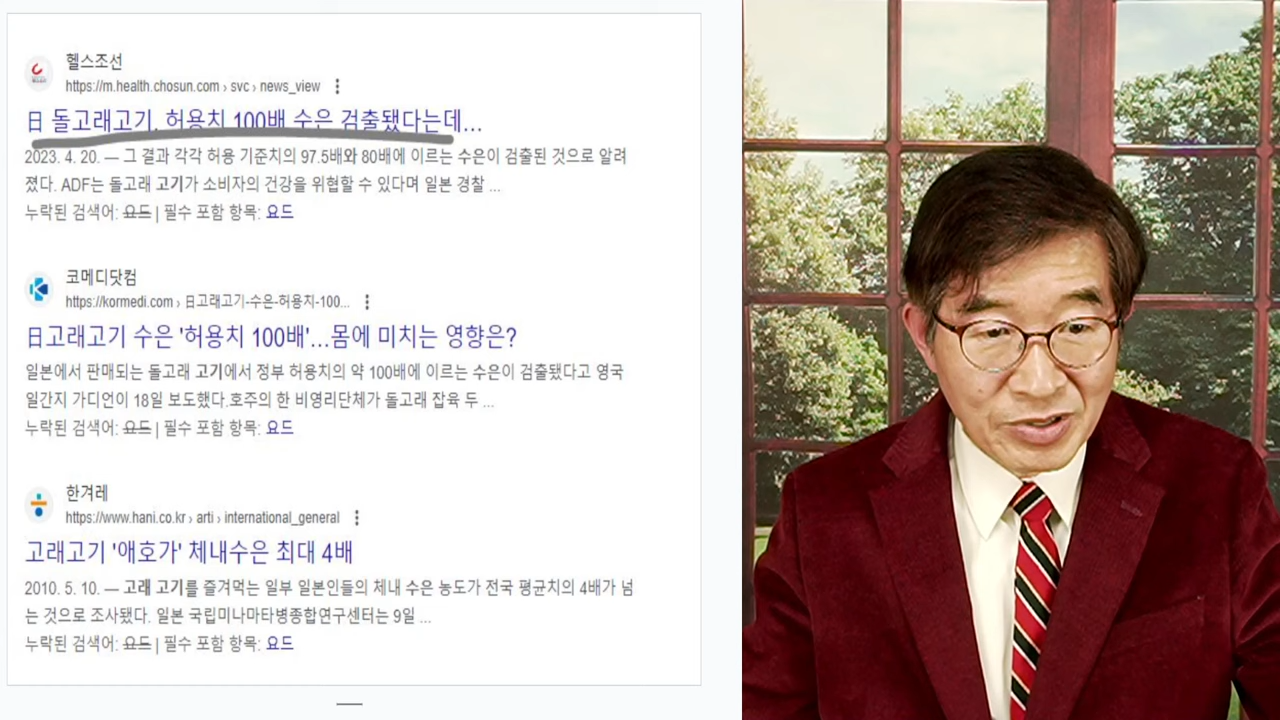 헬스조선
https://m.health.chosun.com › svc › news_view
日 돌고래고기, 허용치 100배 수은 검출됐다는데...
2023. 4. 20. — 그 결과 각각 허용 기준치의 97.5배와 80배에 이르는 수은이 검출된 것으로 알려
졌다. ADF는 돌고래 고기가 소비자의 건강을 위협할 수 있다며 일본 경찰 ...
누락된 검색어: 요드 | 필수 포함 항목: 요드
코메디닷컴
https://kormedi.com › 日고래고기-수은-허용치-100...
日고래고기 수은 '허용치 100배'...몸에 미치는 영향은?
일본에서 판매되는 돌고래 고기에서 정부 허용치의 약 100배에 이르는 수은이 검출됐다고 영국
일간지 가디언이 18일 보도했다.호주의 한 비영리단체가 돌고래 잡육 두 ...
누락된 검색어: 요드 | 필수 포함 항목: 요드
한겨레
https://www.hani.co.kr › arti › international_general
고래고기 '애호가' 체내수은 최대 4배
2010. 5. 10. — 고래 고기를 즐겨먹는 일부 일본인들의 체내 수은 농도가 전국 평균치의 4배가 넘
는 것으로 조사됐다. 일본 국립미나마타병종합연구센터는 9일 ...
누락된 검색어: 요드 | 필수 포함 항목: 요드